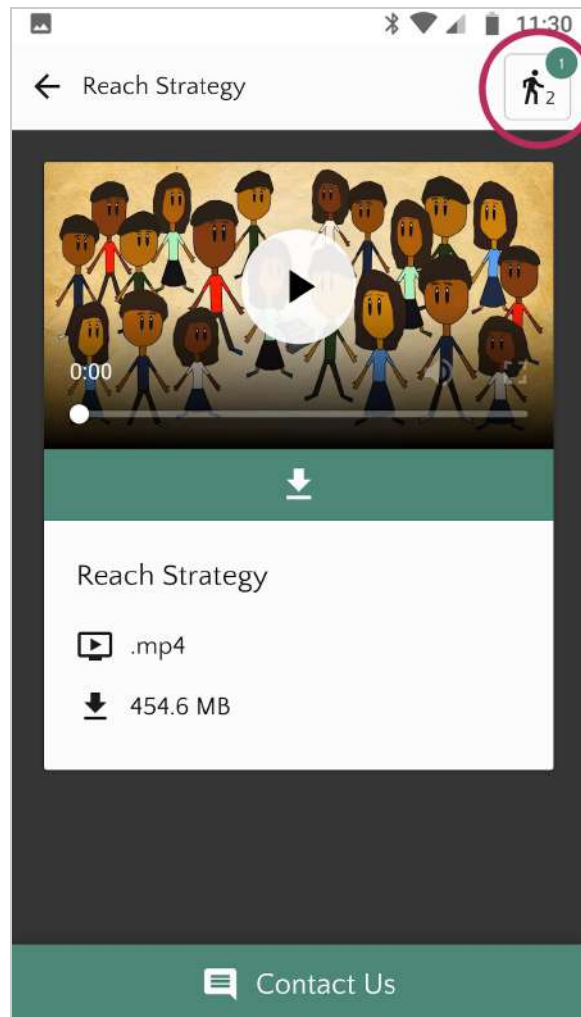 11:30
Reach Strategy
1
2
0:00
Reach Strategy
.mp4
454.6 MB
Contact Us